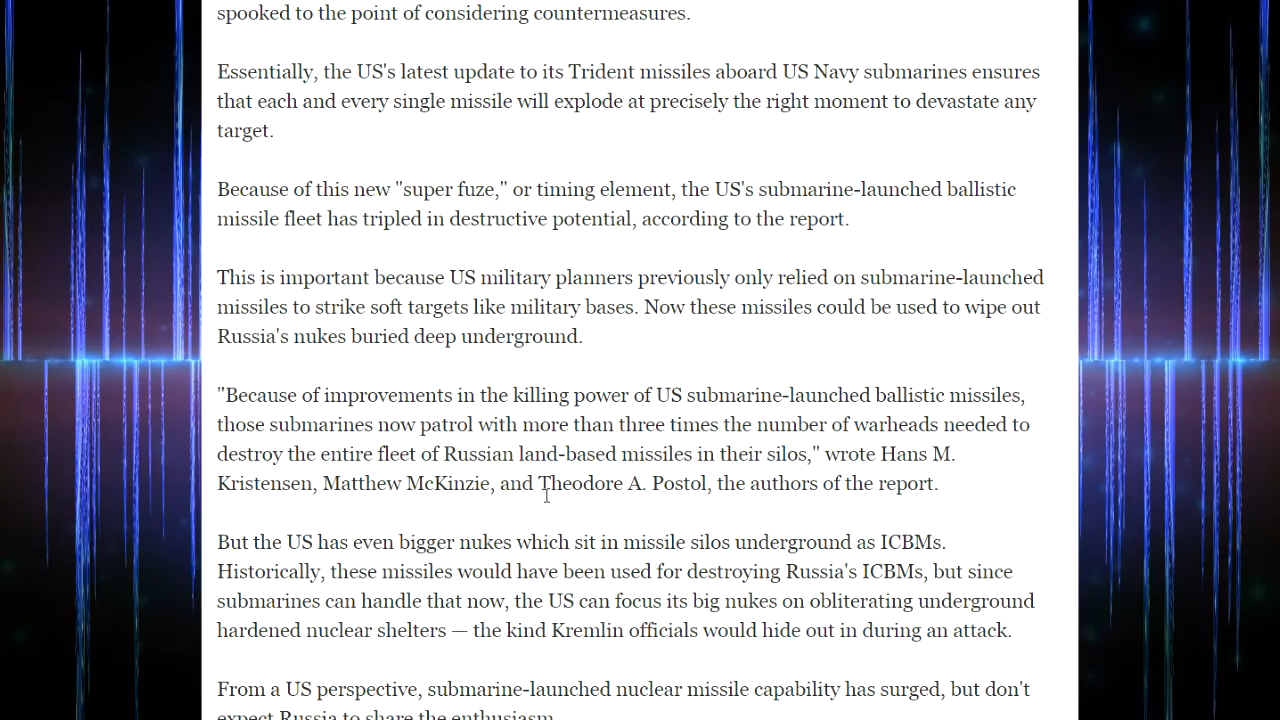 spooked to the point of considering countermeasures.
Essentially, the US's latest update to its Trident missiles aboard US Navy submarines ensures
that each and every single missile will explode at precisely the right moment to devastate any
target.
Because of this new "super fuze," or timing element, the US's submarine-launched ballistic
missile fleet has tripled in destructive potential, according to the report.
This is important because US military planners previously only relied on submarine-launched
missiles to strike soft targets like military bases. Now these missiles could be used to wipe out
Russia's nukes buried deep underground.
"Because of improvements in the killing power of US submarine-launched ballistic missiles,
those submarines now patrol with more than three times the number of warheads needed to
destroy the entire fleet of Russian land-based missiles in their silos," wrote Hans M.
Kristensen, Matthew McKinzie, and Theodore A. Postol, the authors of the report.
But the US has even bigger nukes which sit in missile silos underground as ICBMs.
Historically, these missiles would have been used for destroying Russia's ICBMs, but since
submarines can handle that now, the US can focus its big nukes on obliterating underground
hardened nuclear shelters — the kind Kremlin officials would hide out in during an attack.
From a US perspective, submarine-launched nuclear missile capability has surged, but don't
expect Russia to share the enthusiasm.